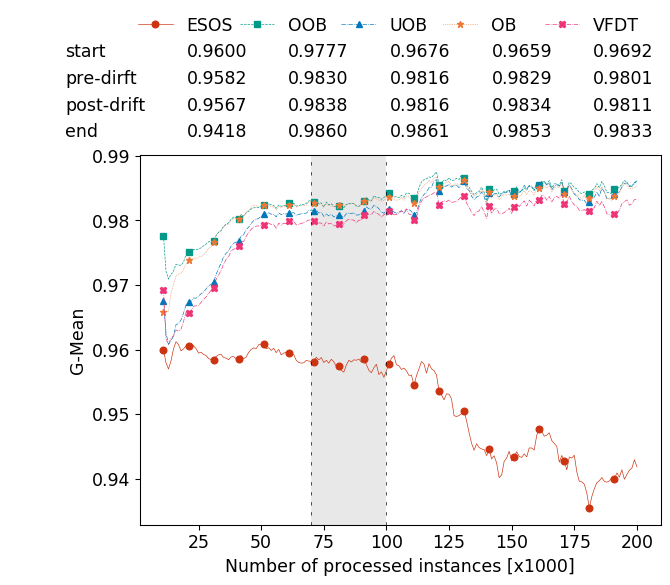 ESOS OOB UOB OB VFDT
start 0.9600 0.9777 0.9676 0.9659 0.9692
pre-dirft 0.9582 0.9830 0.9816 0.9829 0.9801
post-drift 0.9567 0.9838 0.9816 0.9834 0.9811
end 0.9418 0.9860 0.9861 0.9853 0.9833
0.99
0.98
0.97
0.96
0.95
0.94
G-Mean
25 50 75 100 125 150 175 200
Number of processed instances [x1000]